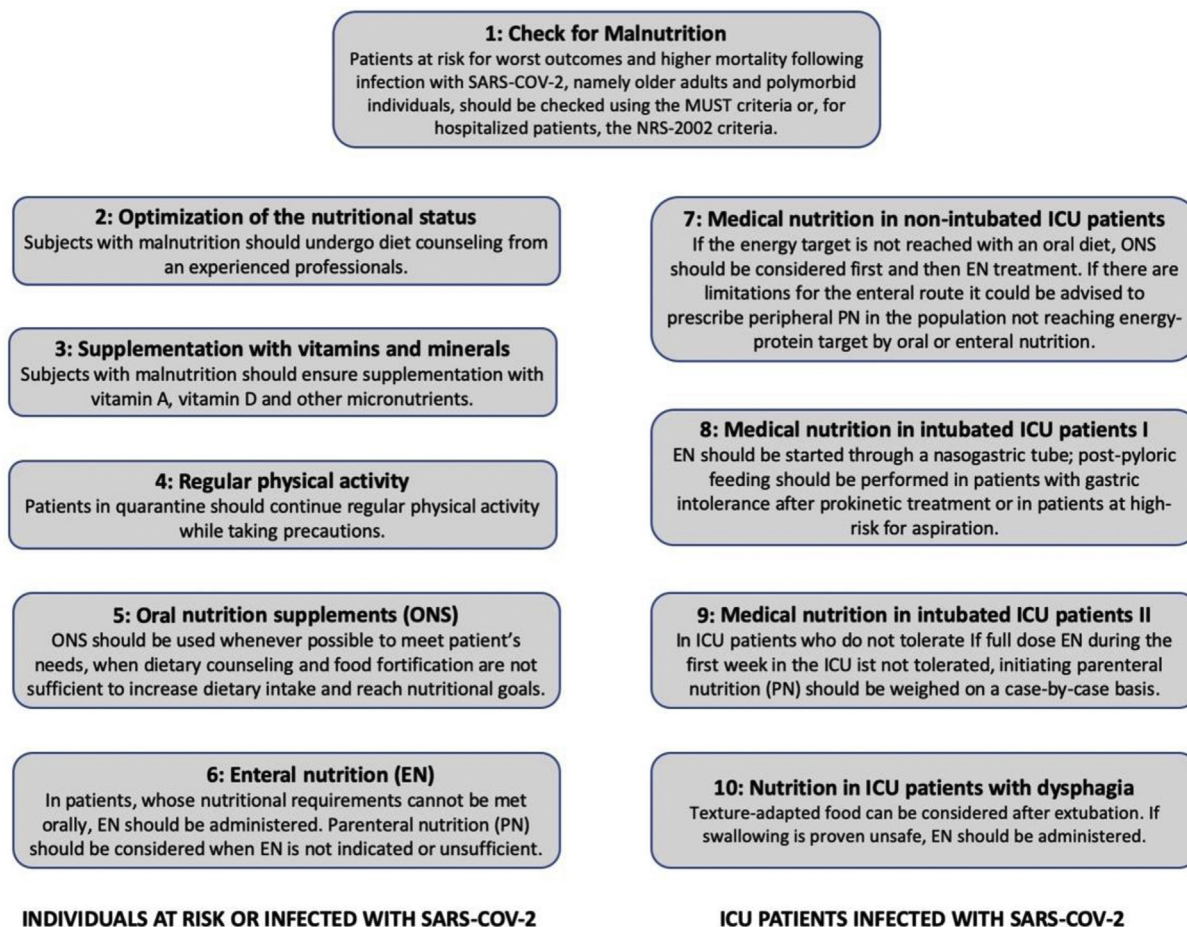 1: Check for Malnutrition
Patients at risk for worst outcomes and higher mortality following
infection with SARS-COV-2, namely older adults and polymorbid
individuals, should be checked using the MUST criteria or, for
hospitalized patients, the NRS-2002 criteria.
2: Optimization of the nutritional status
Subjects with malnutrition should undergo diet counseling from
an experienced professionals.
3: Supplementation with vitamins and minerals
Subjects with malnutrition should ensure supplementation with
vitamin A, vitamin D and other micronutrients.
4: Regular physical activity
Patients in quarantine should continue regular physical activity
while taking precautions.
5: Oral nutrition supplements (ONS)
ONS should be used whenever possible to meet patient's
needs, when dietary counseling and food fortification are not
sufficient to increase dietary intake and reach nutritional goals.
6: Enteral nutrition (EN)
In patients, whose nutritional requirements cannot be met
orally, EN should be administered. Parenteral nutrition (PN)
should be considered when EN is not indicated or unsufficient.
INDIVIDUALS AT RISK OR INFECTED WITH SARS-COV-2
7: Medical nutrition in non-intubated ICU patients
If the energy target is not reached with an oral diet, ONS
should be considered first and then EN treatment. If there are
limitations for the enteral route it could be advised to
prescribe peripheral PN in the population not reaching energy-
protein target by oral or enteral nutrition.
8: Medical nutrition in intubated ICU patients I
EN should be started through a nasogastric tube; post-pyloric
feeding should be performed in patients with gastric
intolerance after prokinetic treatment or in patients at high-
risk for aspiration.
9: Medical nutrition in intubated ICU patients II
In ICU patients who do not tolerate If full dose EN during the
first week in the ICU ist not tolerated, initiating parenteral
nutrition (PN) should be weighed on a case-by-case basis.
10: Nutrition in ICU patients with dysphagia
Texture-adapted food can be considered after extubation. If
swallowing is proven unsafe, EN should be administered.
ICU PATIENTS INFECTED WITH SARS-COV-2